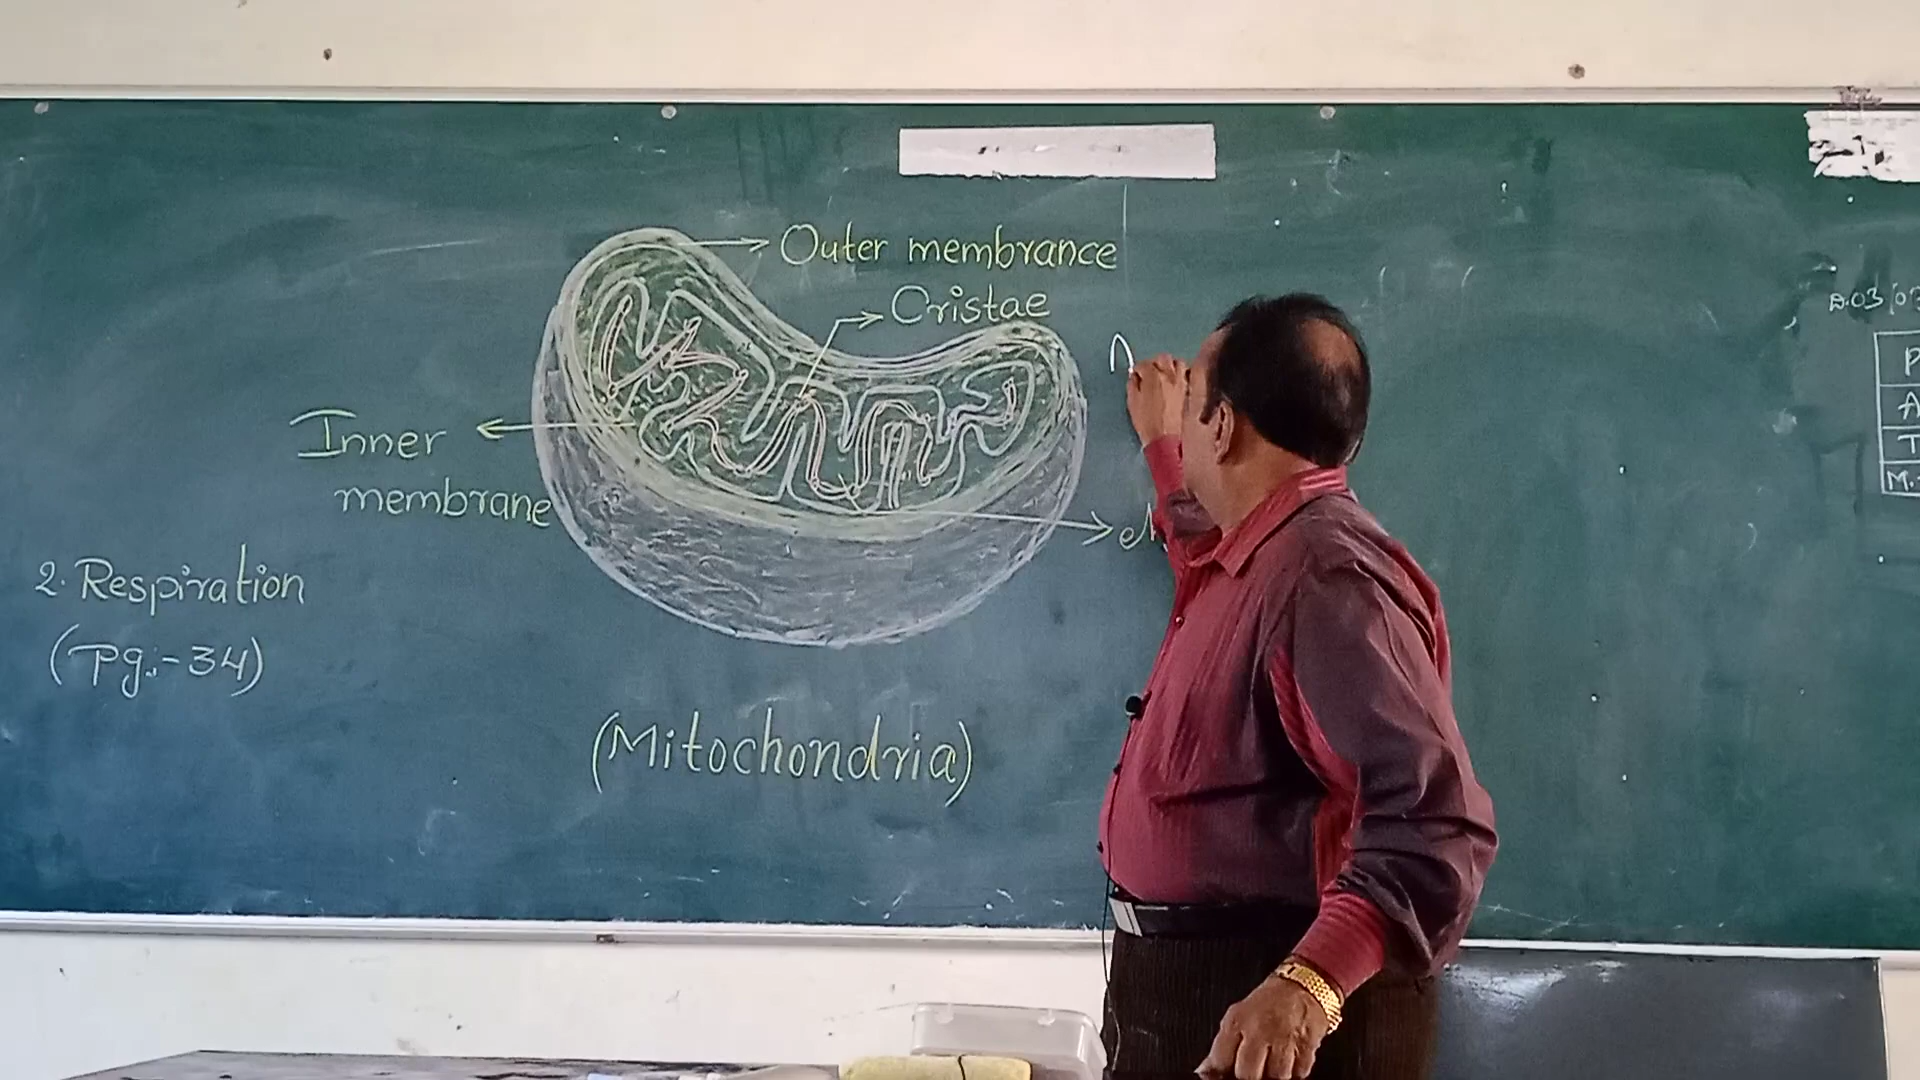 Outer membrance
Cristae
Inner
membrane
2. Respiration
(Pg:-34)
(Mitochondria)
P
A
T